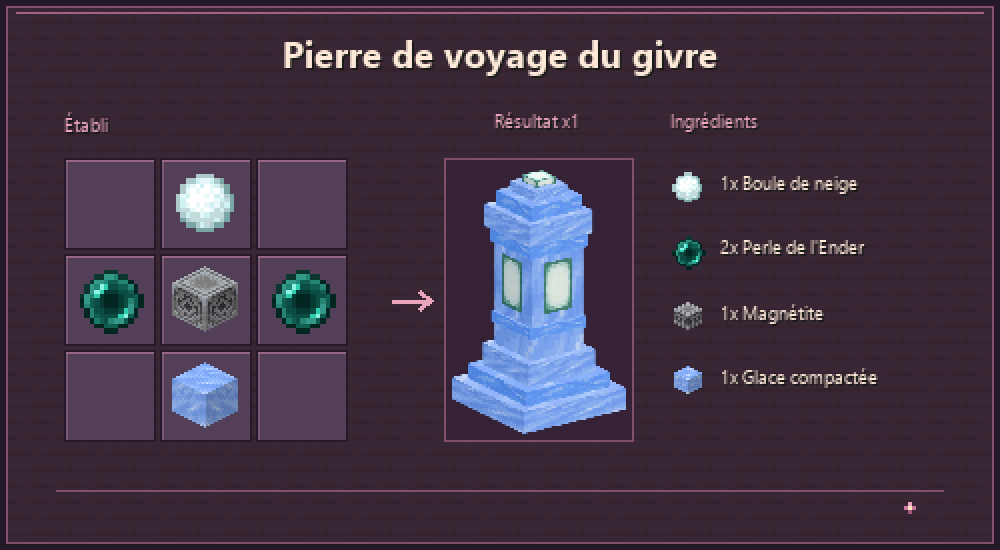 Pierre de voyage du givre
Établi
Résultat x1
Ingrédients
1x Boule de neige
2x Perle de l'Ender
1x Magnétite
1x Glace compactée